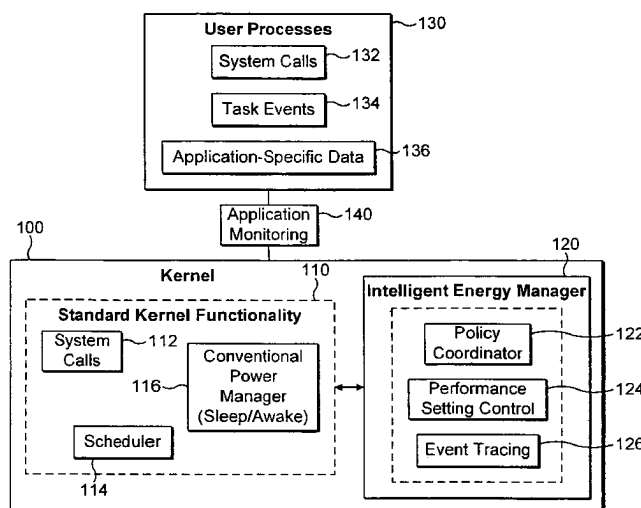 User Processes
130
System Calls
132
Task Events
134
Application-Specific Data
136
Application
Monitoring
140
100
Kernel
110
Standard Kernel Functionality
System
Calls
112
116
Conventional
Power
Manager
(Sleep/Awake)
Scheduler
114
120
Intelligent Energy Manager
Policy
Coordinator
122
Performance
Setting Control
124
Event Tracing
126